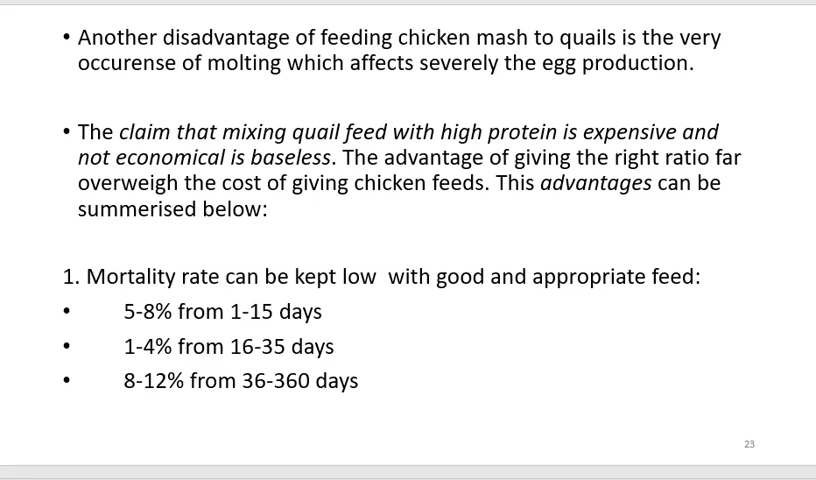 • Another disadvantage of feeding chicken mash to quails is the very
occurense of molting which affects severely the egg production.
• The claim that mixing quail feed with high protein is expensive and
not economical is baseless. The advantage of giving the right ratio far
overweigh the cost of giving chicken feeds. This advantages can be
summerised below:
1. Mortality rate can be kept low  with good and appropriate feed:
• 5-8% from 1-15 days
• 1-4% from 16-35 days
• 8-12% from 36-360 days
23